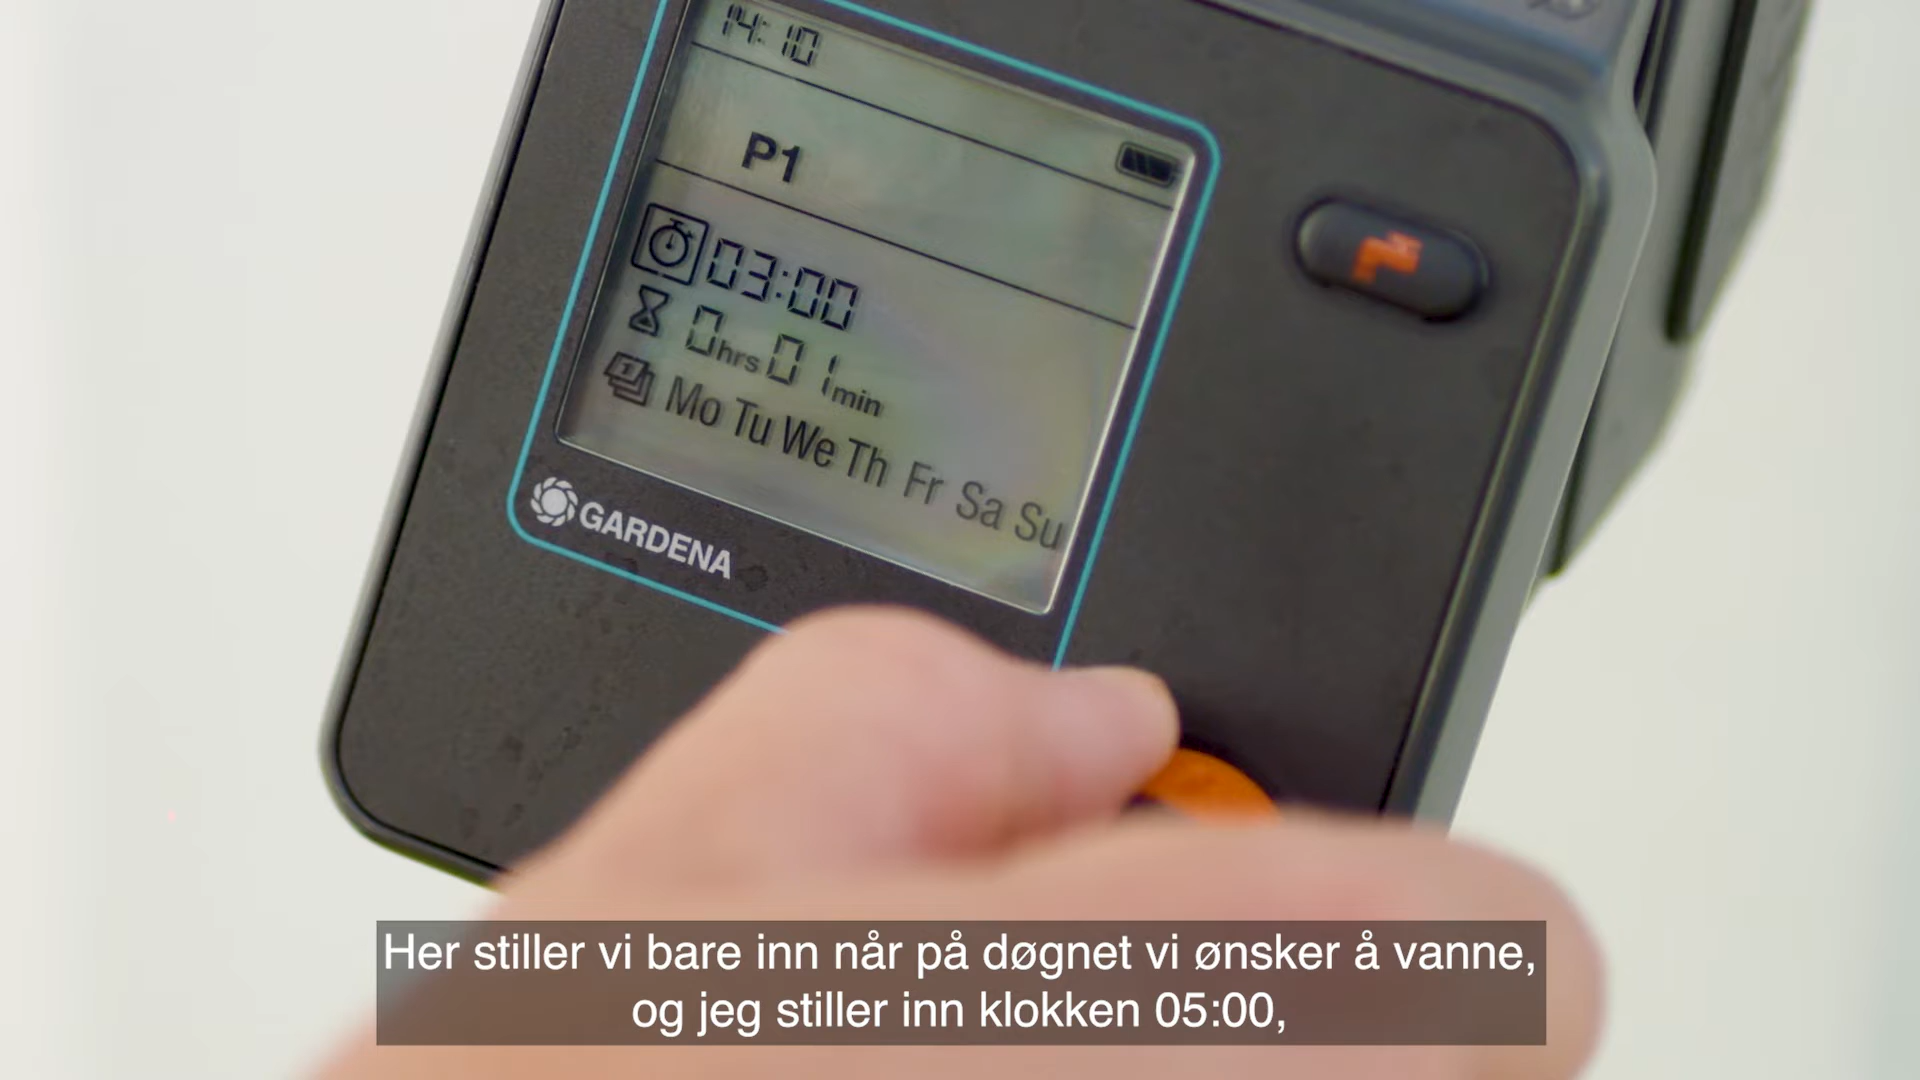 14:10
P1
03:00
0hrs 01min
Mo Tu We Th Fr Sa Su
GARDENA
Her stiller vi bare inn når på døgnet vi ønsker å vanne,
og jeg stiller inn klokken 05:00,